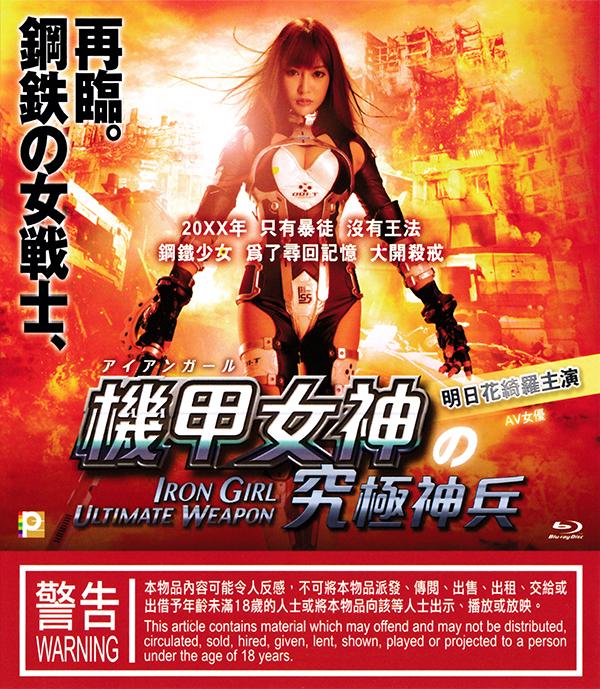 再臨。
鋼鉄の女戦士、
OUL-T
SS
20XX年 只有暴徒 沒有王法
鋼鐵少女 爲了尋回記憶 大開殺戒
アイアンガール
機甲女神の
明日花綺羅主演
AV女優
IRON GIRL
ULTIMATE WEAPON
究極神兵
P
Blu-ray Disc
警告
WARNING
本物品內容可能令人反感，不可將本物品派發、傳閱、出售、出租、交給或
出借予年齡未滿18歲的人士或將本物品向該等人士出示、播放或放映。
This article contains material which may offend and may not be distributed,
circulated, sold, hired, given, lent, shown, played or projected to a person
under the age of 18 years.